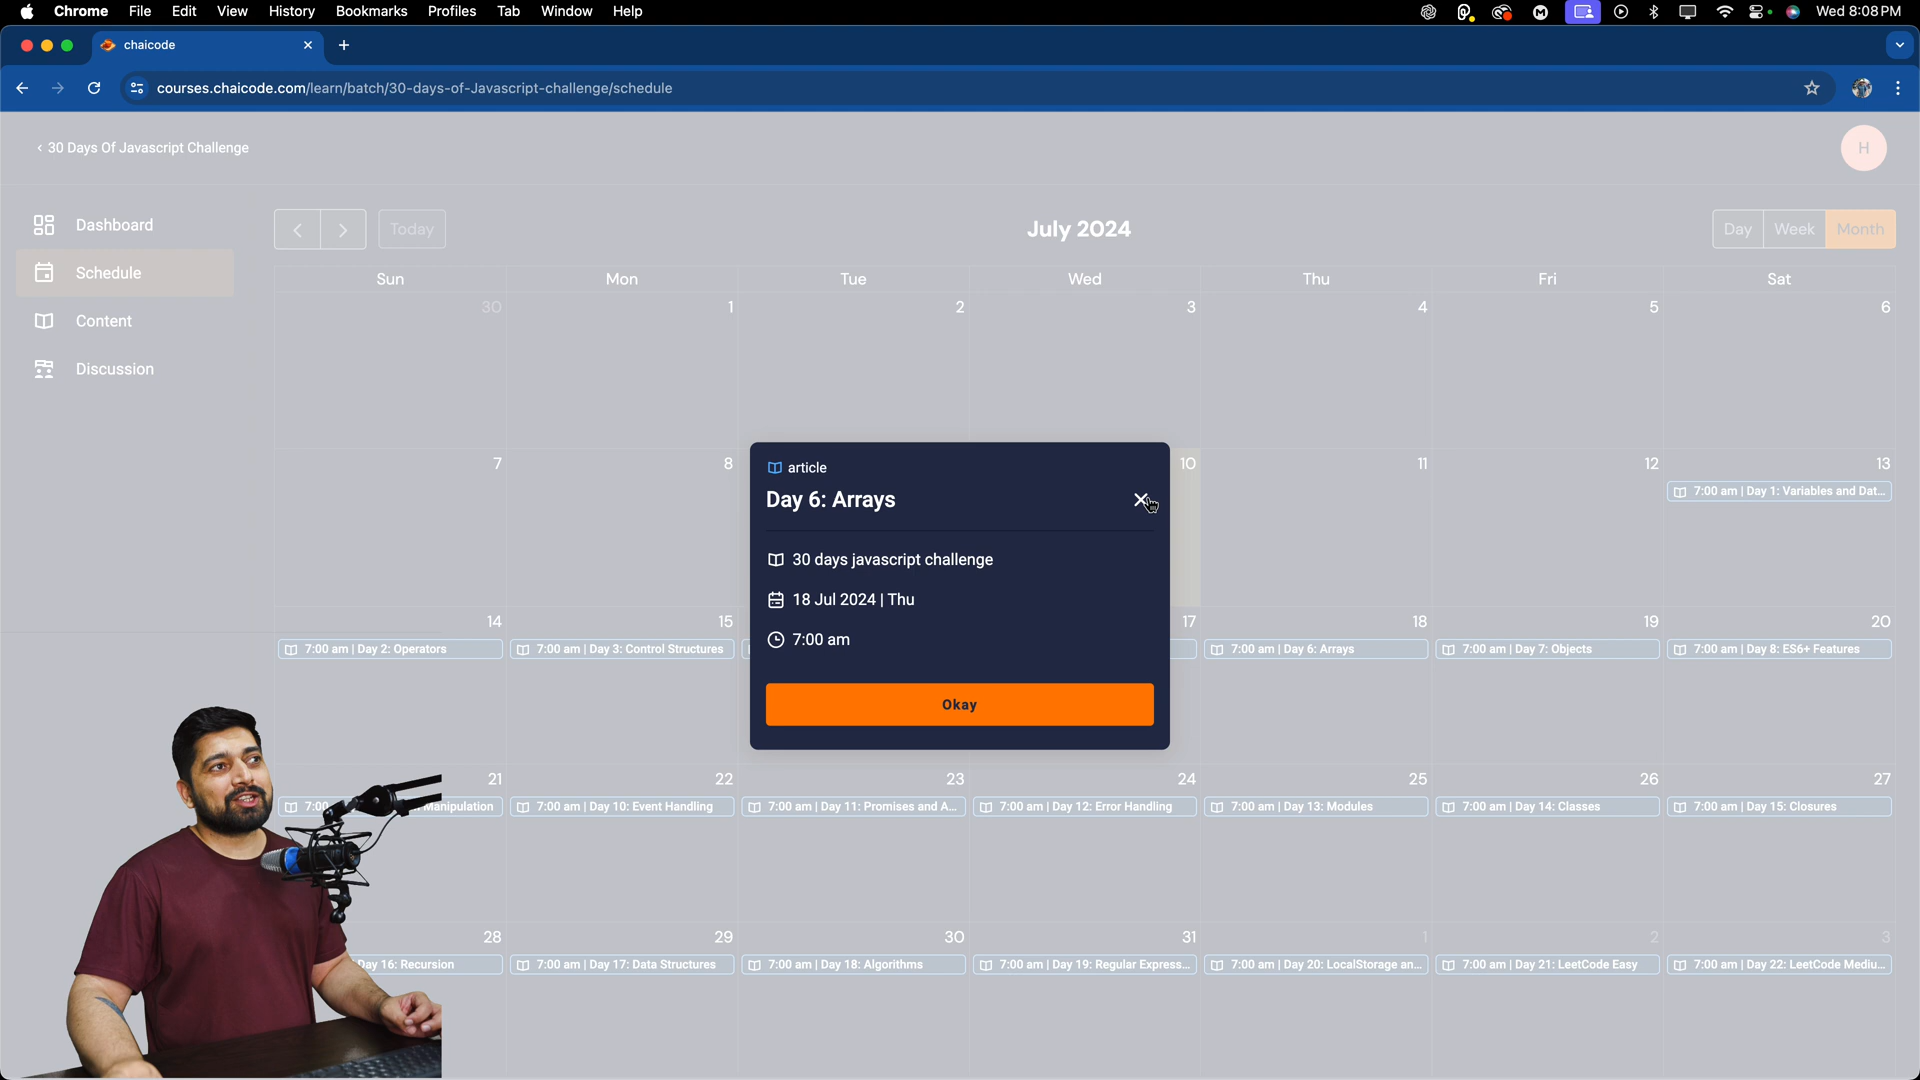 Chrome File Edit View History Bookmarks Profiles Tab Window Help
Wed 8:08 PM
chaicode
courses.chaicode.com/learn/batch/30-days-of-Javascript-challenge/schedule
< 30 Days Of Javascript Challenge
H
Dashboard
Schedule
Content
Discussion
Today
July 2024
Day Week Month
Sun Mon Tue Wed Thu Fri Sat
30 1 2 3 4 5 6
7 8 10 11 12 13
7:00 am | Day 1: Variables and Dat...
article
Day 6: Arrays
30 days javascript challenge
18 Jul 2024 | Thu
7:00 am
Okay
14 15 17 18 19 20
7:00 am | Day 2: Operators
7:00 am | Day 3: Control Structures
7:00 am | Day 6: Arrays
7:00 am | Day 7: Objects
7:00 am | Day 8: ES6+ Features
21 22 23 24 25 26 27
7:00 Manipulation
7:00 am | Day 10: Event Handling
7:00 am | Day 11: Promises and A...
7:00 am | Day 12: Error Handling
7:00 am | Day 13: Modules
7:00 am | Day 14: Classes
7:00 am | Day 15: Closures
28 29 30 31 1 2 3
Day 16: Recursion
7:00 am | Day 17: Data Structures
7:00 am | Day 18: Algorithms
7:00 am | Day 19: Regular Express...
7:00 am | Day 20: LocalStorage an...
7:00 am | Day 21: LeetCode Easy
7:00 am | Day 22: LeetCode Mediu...